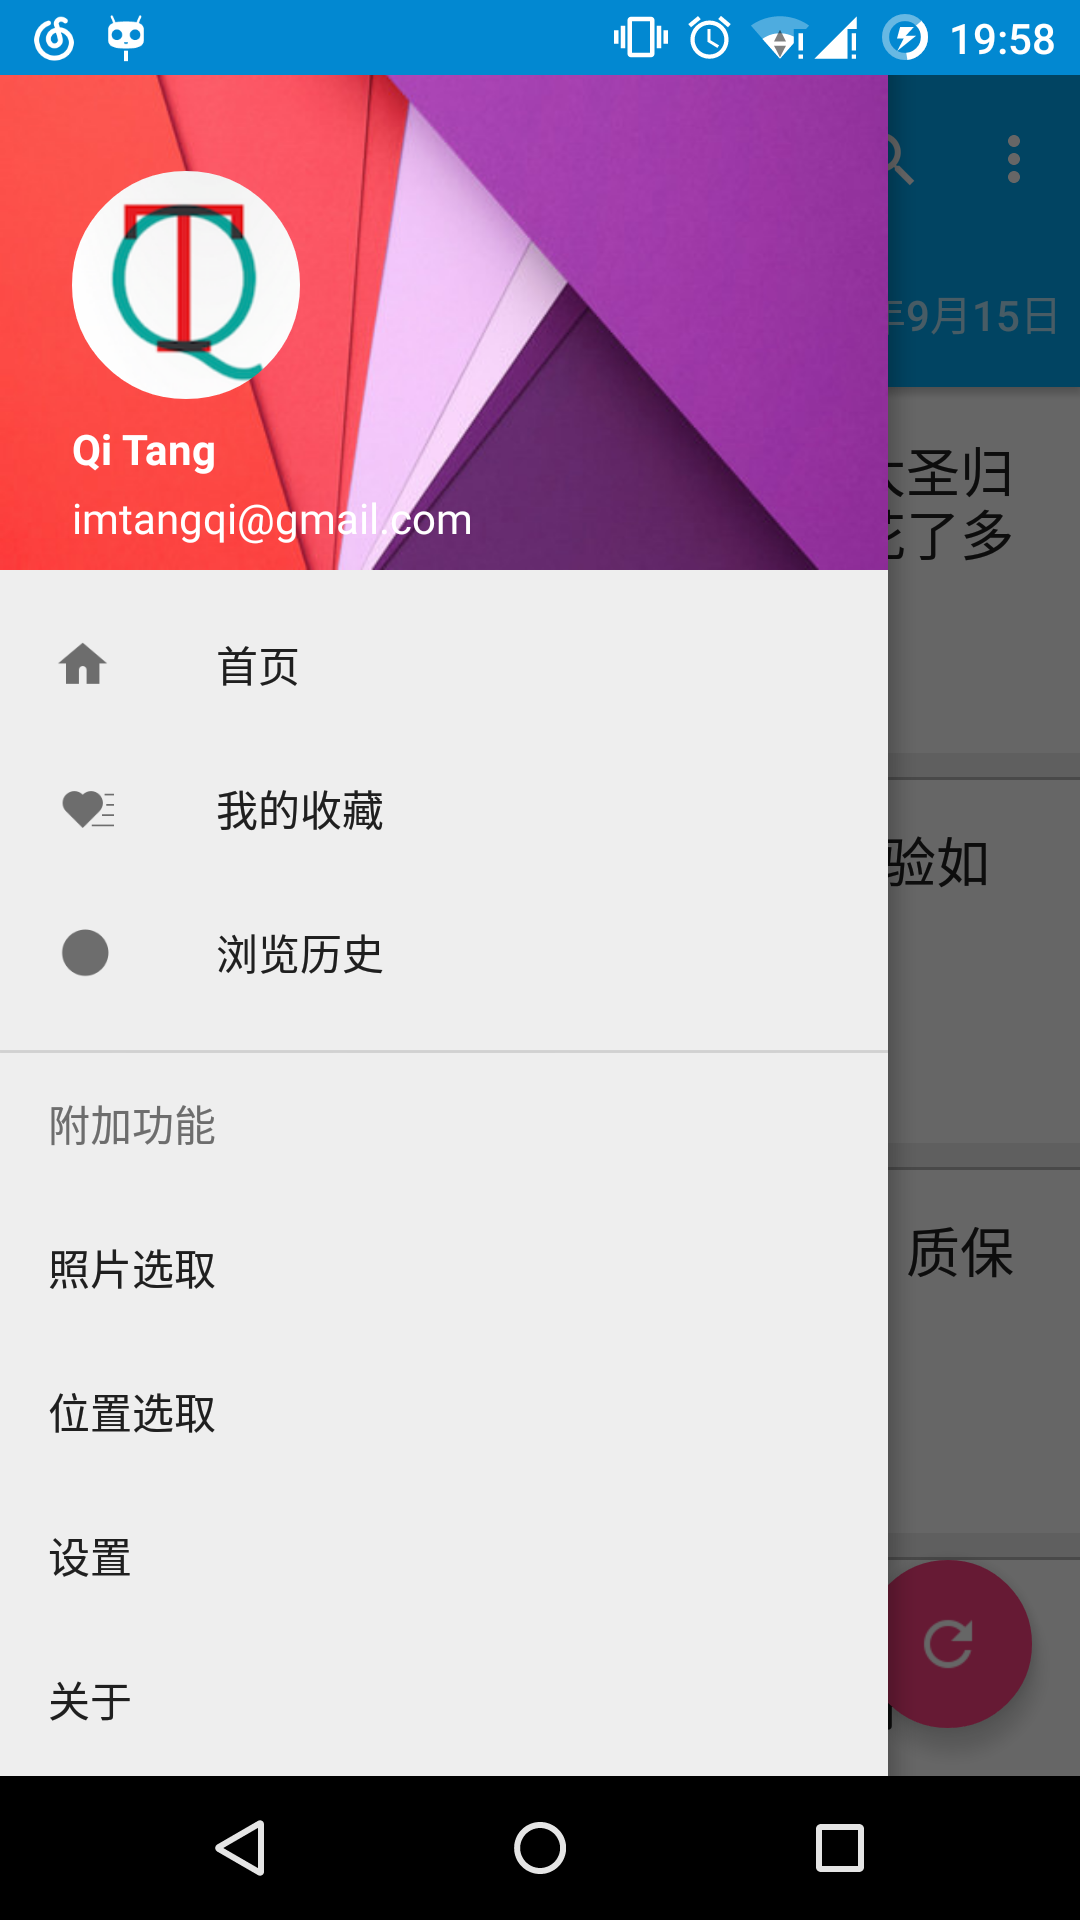 19:58
年9月15日
Qi Tang
imtangqi@gmail.com
首页
我的收藏
浏览历史
附加功能
照片选取
位置选取
设置
关于
大圣归
花了多
验如
质保